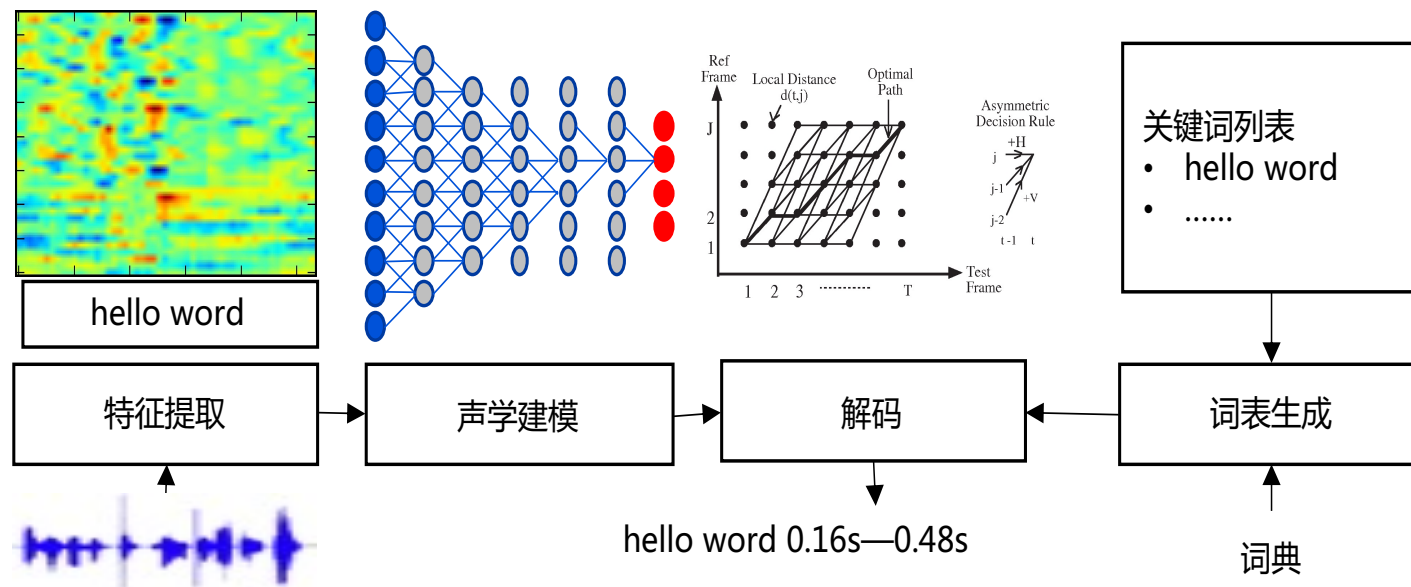 hello word
特征提取
声学建模
Ref
Frame
Local Distance
d(t,j)
Optimal
Path
J
2
1
1 2 3 ......... T
Test
Frame
Asymmetric
Decision Rule
+H
j
j-1
+V
j-2
t -1 t
解码
hello word 0.16s—0.48s
关键词列表
• hello word
• ......
词表生成
词典